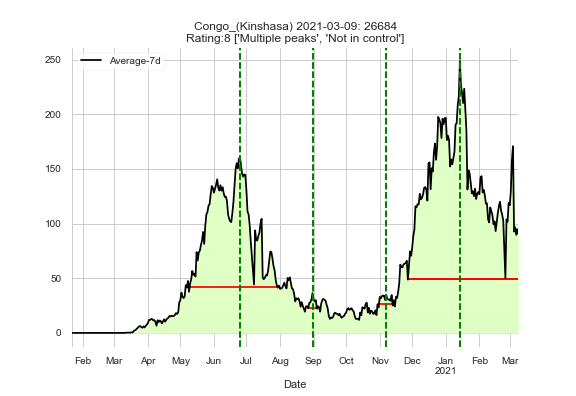 Congo_(Kinshasa) 2021-03-09: 26684
Rating:8 ['Multiple peaks', 'Not in control']
Average-7d
250
200
150
100
50
0
Feb Mar Apr May Jun Jul Aug Sep Oct Nov Dec Jan Feb Mar
2021
Date